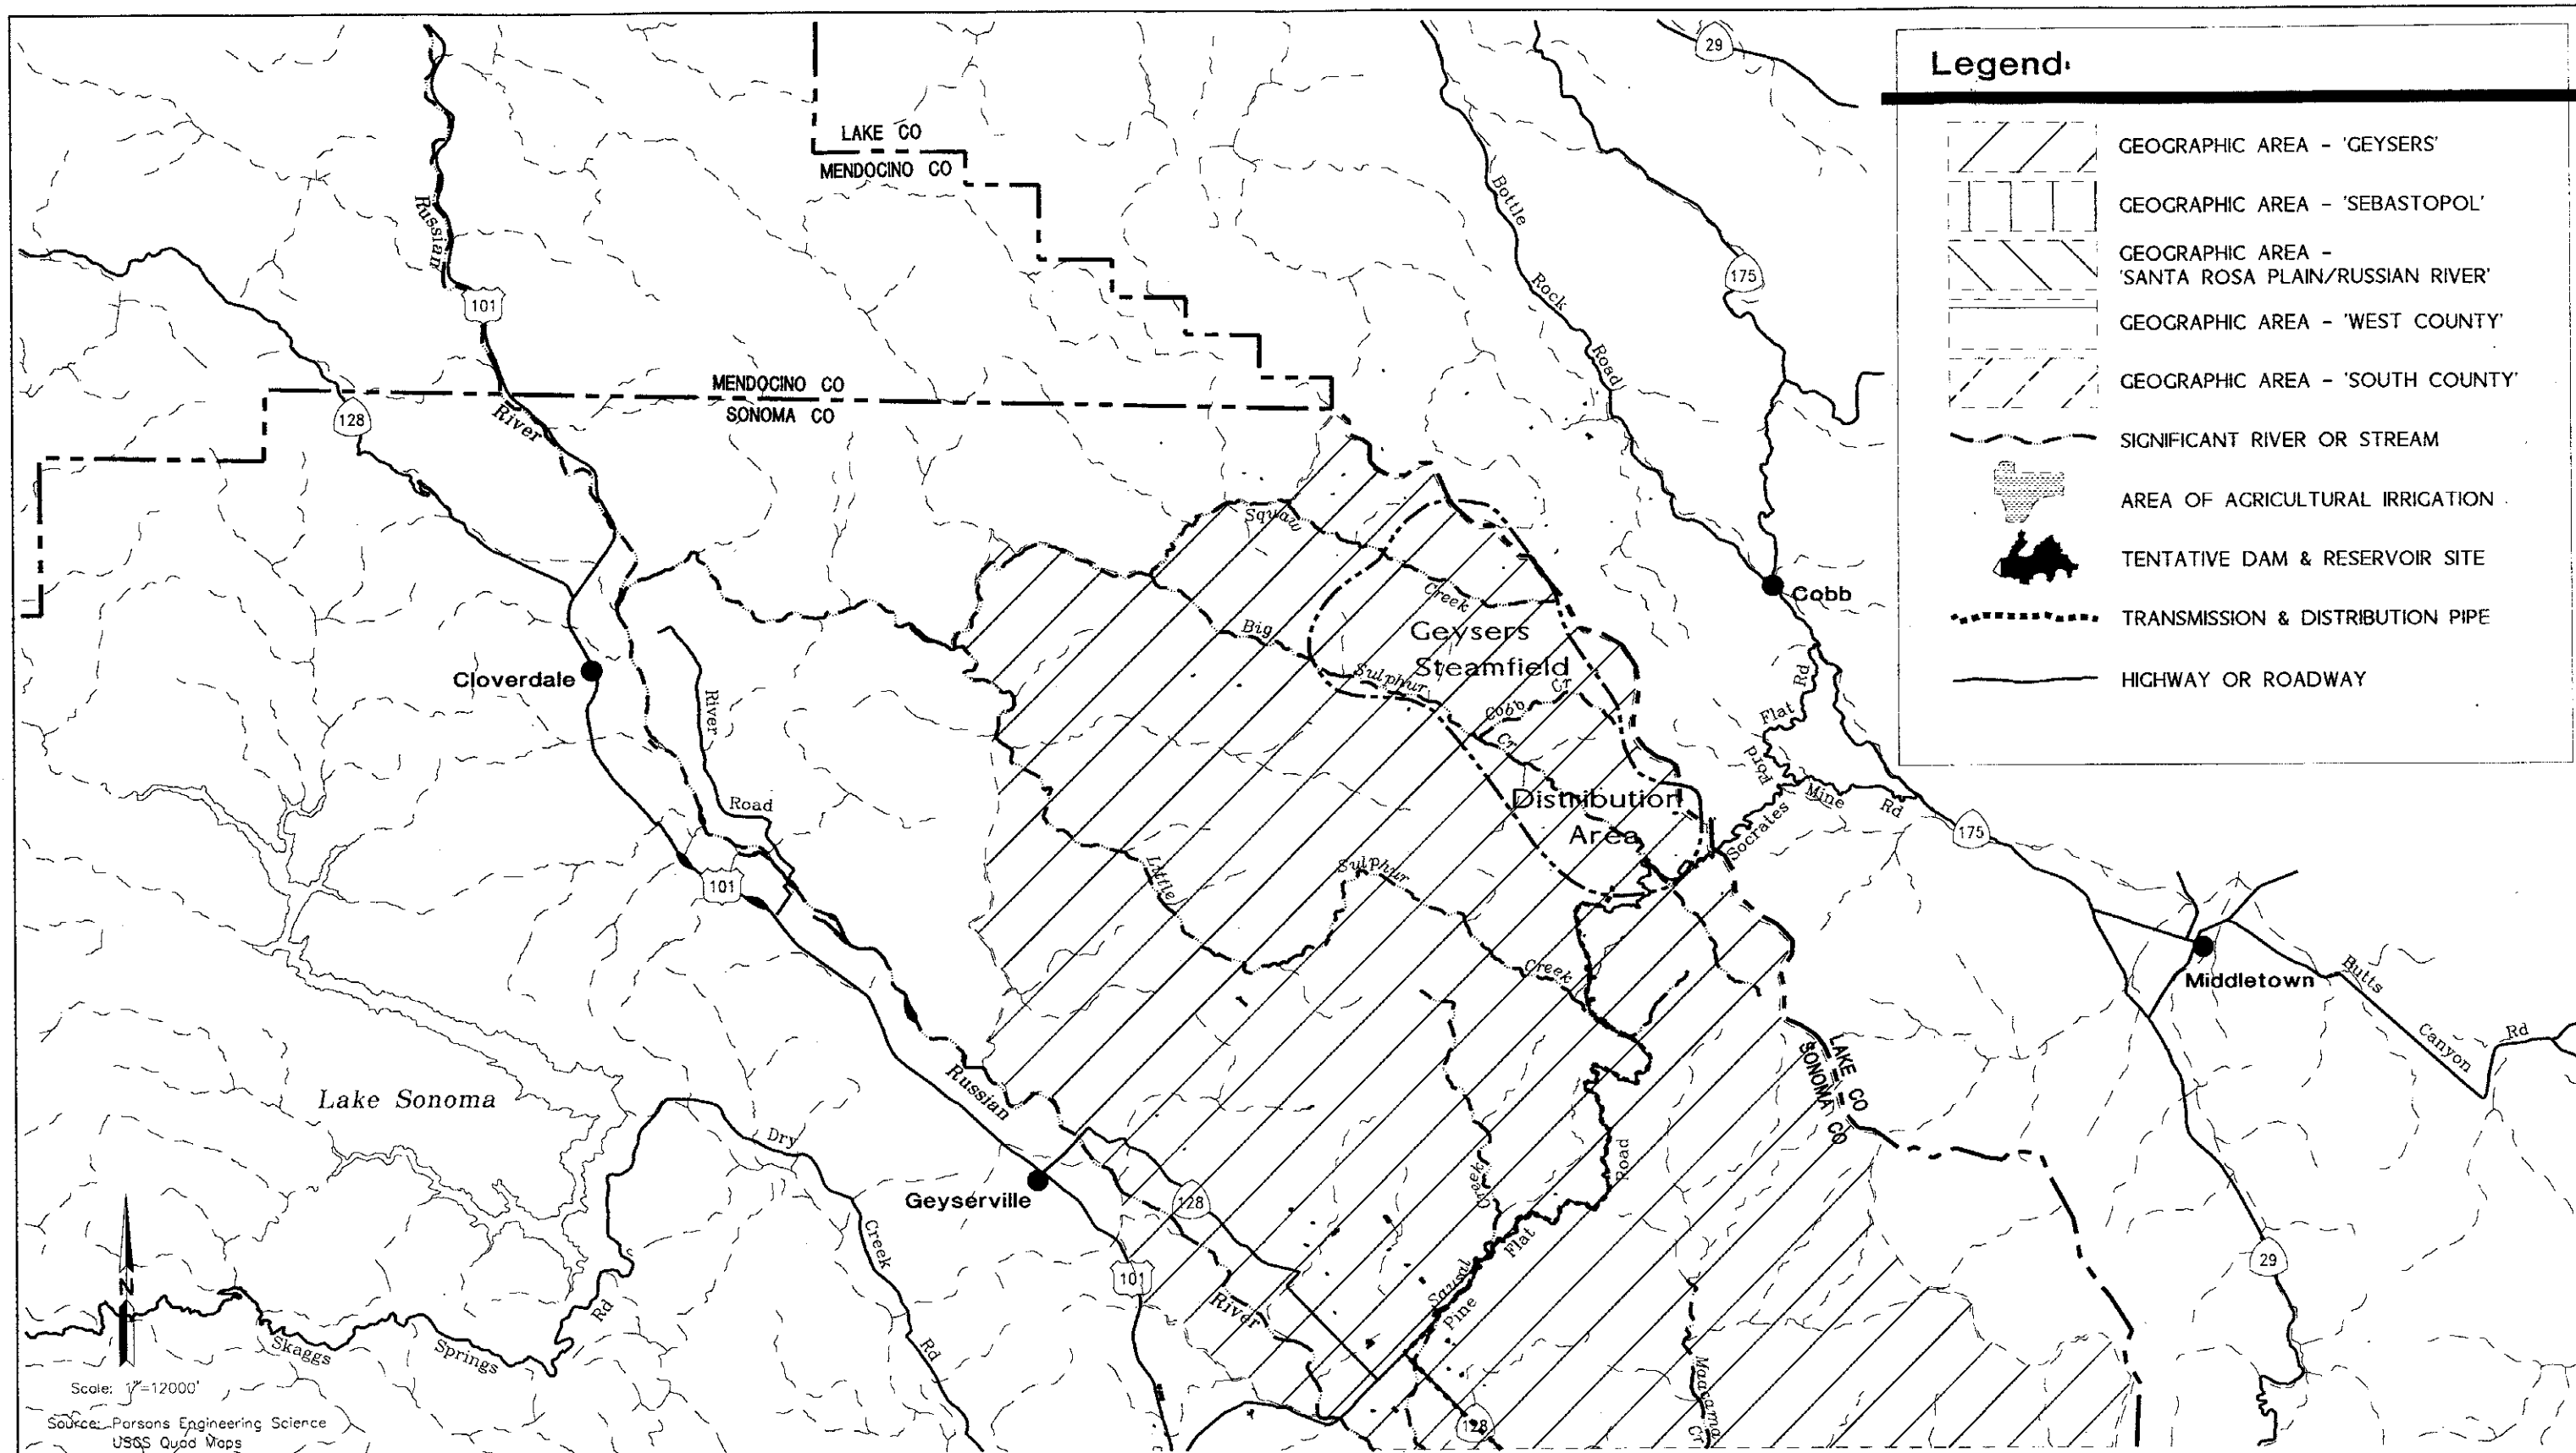 Legend:
GEOGRAPHIC AREA - 'GEYSERS'
GEOGRAPHIC AREA - 'SEBASTOPOL'
GEOGRAPHIC AREA -
'SANTA ROSA PLAIN/RUSSIAN RIVER'
GEOGRAPHIC AREA - 'WEST COUNTY'
GEOGRAPHIC AREA - 'SOUTH COUNTY'
SIGNIFICANT RIVER OR STREAM
AREA OF AGRICULTURAL IRRIGATION
TENTATIVE DAM & RESERVOIR SITE
TRANSMISSION & DISTRIBUTION PIPE
HIGHWAY OR ROADWAY
29
LAKE CO
MENDOCINO CO
Russian
101
Bottle
Rock
Road
175
MENDOCINO CO
SONOMA CO
128
River
Squaw
Creek
Cobb
Geysers
Steamfield
Big
Sulphur
Cobb
Cr
Cr
Cloverdale
River
Road
Flat
Rd
Ford
Mine
Rd
Socrates
175
Distribution
Area
101
Little
Sulphur
Creek
Middletown
Butts
Canyon
Rd
LAKE CO
SONOMA CO
Lake Sonoma
Russian
Dry
Creek
Rd
Geyserville
128
101
River
Creek
Sausal
Pine
Flat
Road
29
N
Skaggs
Springs
Rd
Maacama
Cr
128
Scale: 1"=12000'
Source: Parsons Engineering Science
USGS Quad Maps